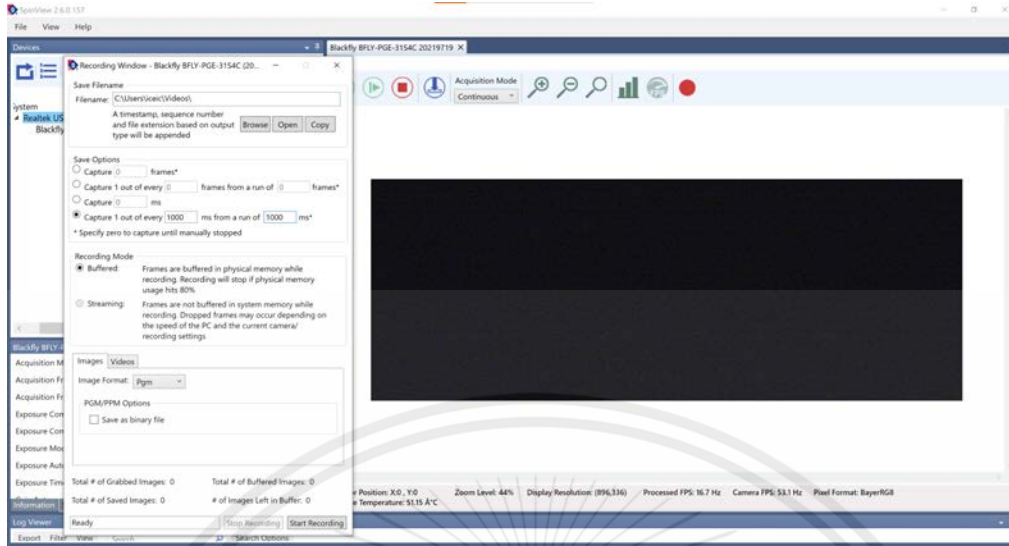 SpinView 2.6.0.157
File View Help
Devices
Blackfly BFLY-PGE-31S4C 20219719 X
Recording Window - Blackfly BFLY-PGE-31S4C (20...
Save Filename
Filename: C:\Users\iceic\Videos\
A timestamp, sequence number
and file extension based on output
type will be appended
Browse Open Copy
Acquisition Mode
Continuous
System
Realtek US
Blackfly
Save Options
Capture 0 frames*
Capture 1 out of every 0 frames from a run of 0 frames*
Capture 0 ms
Capture 1 out of every 1000 ms from a run of 1000 ms*
* Specify zero to capture until manually stopped
Recording Mode
Buffered: Frames are buffered in physical memory while
recording. Recording will stop if physical memory
usage hits 80%
Streaming: Frames are not buffered in system memory while
recording. Dropped frames may occur depending on
the speed of the PC and the current camera/
recording settings
Blackfly BFLY-
Images Videos
Image Format: Pgm
PGM/PPM Options
Save as binary file
Acquisition M
Acquisition Fr
Acquisition Fr
Exposure Com
Exposure Con
Exposure Mod
Exposure Auto
Exposure Time
Total # of Grabbed Images: 0 Total # of Buffered Images: 0
Total # of Saved Images: 0 # of Images Left in Buffer: 0
Position: X:0 , Y:0 Zoom Level: 44% Display Resolution: (896,336) Processed FPS: 16.7 Hz Camera FPS: 53.1 Hz Pixel Format: BayerRG8
Temperature: 51.15 Â°C
Information
Log Viewer
Ready Stop Recording Start Recording
Export Filter View Search Search Options